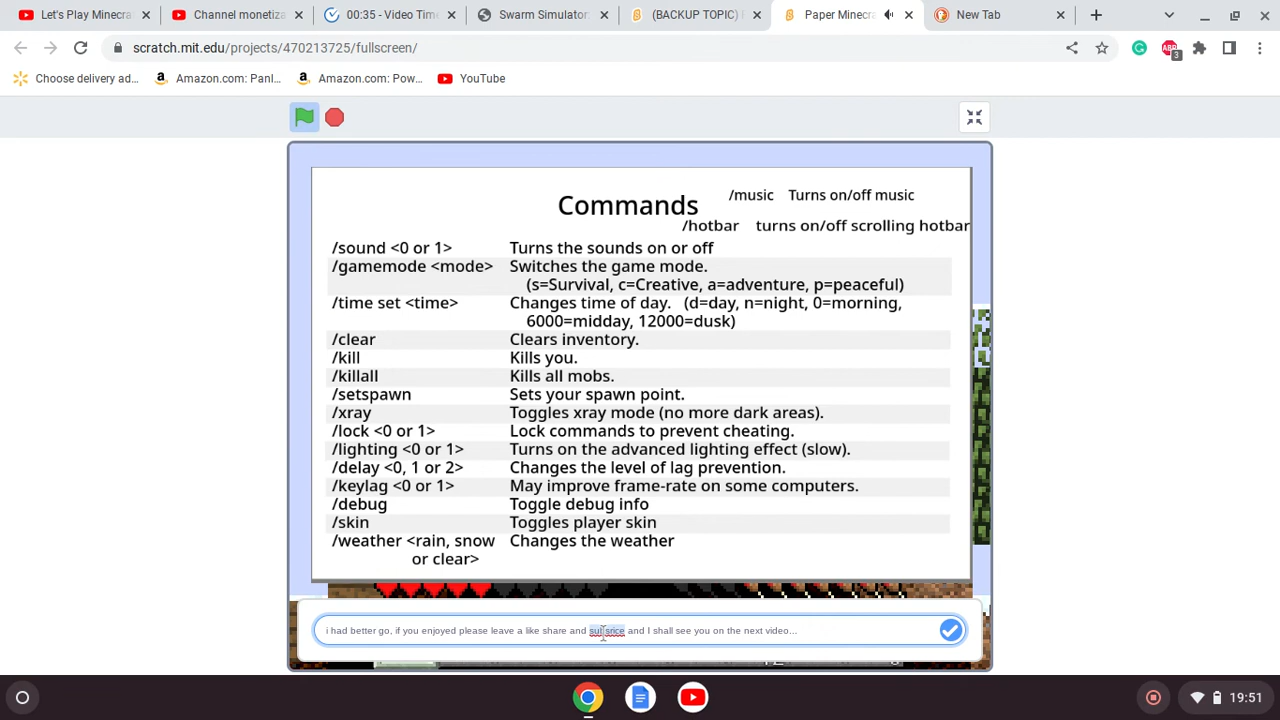 Let's Play Minecra
Channel monetiza
00:35 - Video Time
Swarm Simulator
(BACKUP TOPIC)
Paper Minecra
New Tab
scratch.mit.edu/projects/470213725/fullscreen/
ABP
3
Choose delivery ad...
Amazon.com: Panl...
Amazon.com: Pow...
YouTube
Commands
/music Turns on/off music
/hotbar turns on/off scrolling hotbar
/sound <0 or 1> Turns the sounds on or off
/gamemode <mode> Switches the game mode.
(s=Survival, c=Creative, a=adventure, p=peaceful)
/time set <time> Changes time of day. (d=day, n=night, 0=morning,
6000=midday, 12000=dusk)
/clear Clears inventory.
/kill Kills you.
/killall Kills all mobs.
/setspawn Sets your spawn point.
/xray Toggles xray mode (no more dark areas).
/lock <0 or 1> Lock commands to prevent cheating.
/lighting <0 or 1> Turns on the advanced lighting effect (slow).
/delay <0, 1 or 2> Changes the level of lag prevention.
/keylag <0 or 1> May improve frame-rate on some computers.
/debug Toggle debug info
/skin Toggles player skin
/weather <rain, snow Changes the weather
or clear>
i had better go, if you enjoyed please leave a like share and and I shall see you on the next video...
19:51